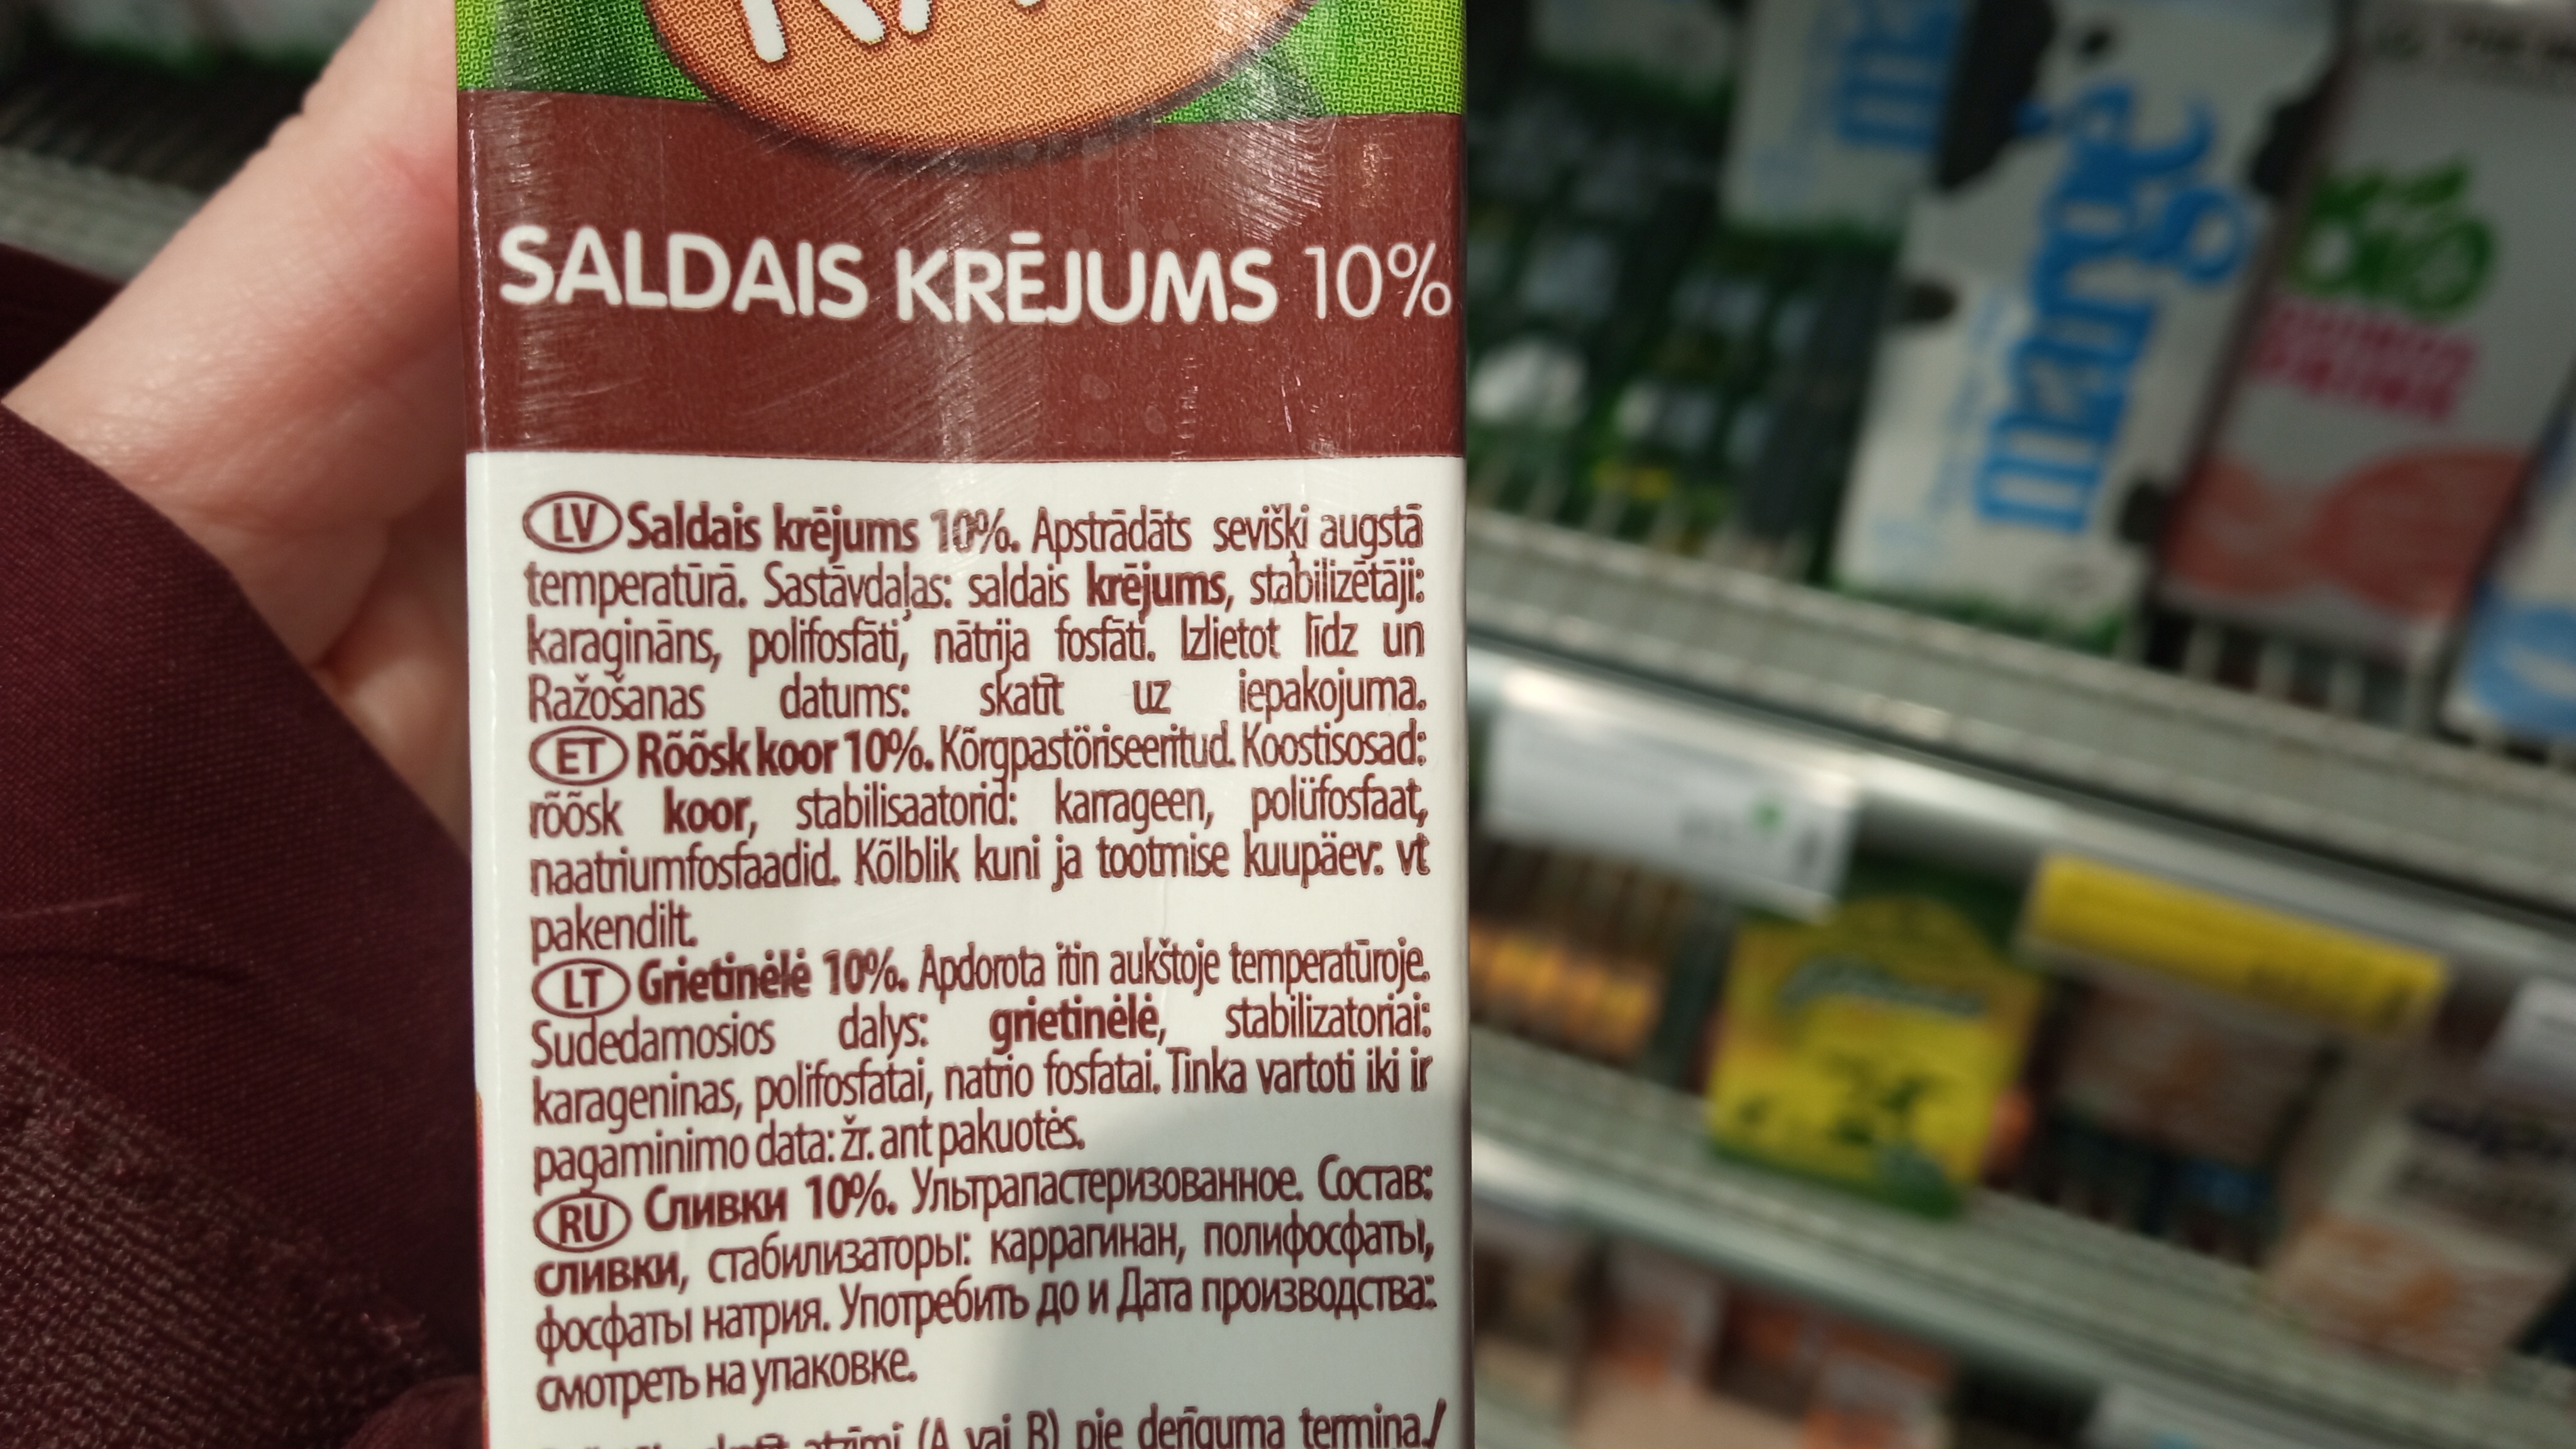 SALDAIS KRĒJUMS 10%
LV Saldais krējums 10%. Apstrādāts sevišķi augstā
temperatūrā. Sastāvdaļas: saldais krējums, stabilizētāji:
karagināns, polifosfāti, nātrija fosfāti. Izlietot līdz un
Ražošanas datums: skatīt uz iepakojuma.
ET Rõõsk koor 10%. Kõrgpastöriseeritud. Koostisosad:
rõõsk koor, stabilisaatorid: karrageen, polüfosfaat,
naatriumfosfaadid. Kõlblik kuni ja tootmise kuupäev: vt
pakendilt.
LT Grietinėlė 10%. Apdorota itin aukštoje temperatūroje.
Sudedamosios dalys: grietinėlė, stabilizatoriai:
karageninas, polifosfatai, natrio fosfatai. Tinka vartoti iki ir
pagaminimo data: žr. ant pakuotės.
RU Сливки 10%. Ультрапастеризованное. Состав:
сливки, стабилизаторы: каррагинан, полифосфаты,
фосфаты натрия. Употребить до и Дата производства:
смотреть на упаковке.
atzīmi (A vai B) pie derīguma termiņa./